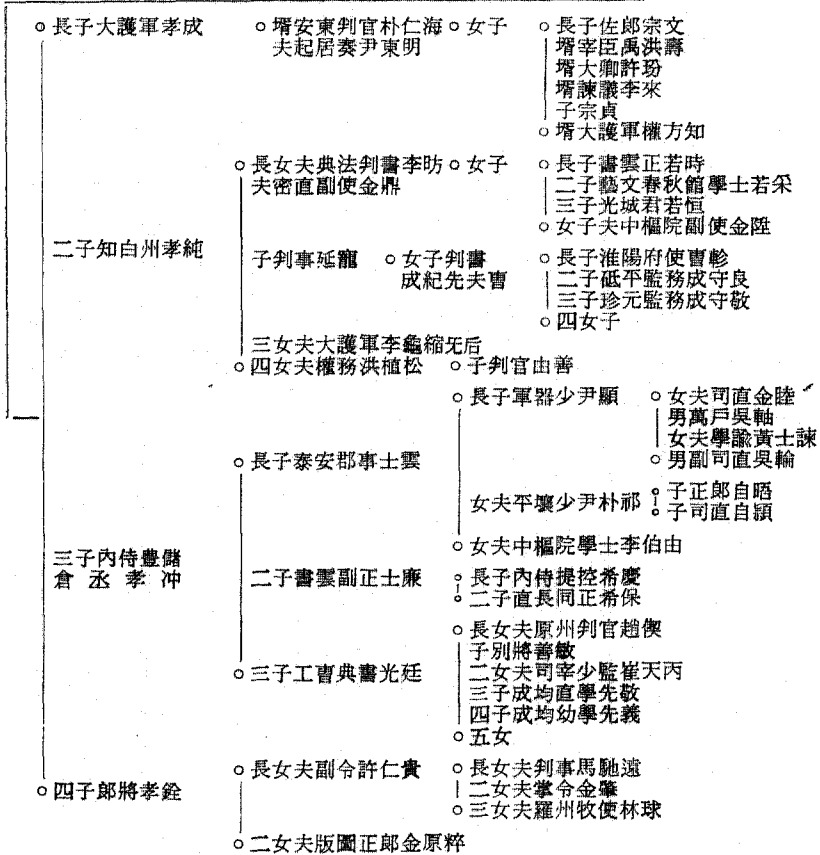 ○長子大護軍孝成
○壻安東判官朴仁海
夫起居奏尹東明
○女子
○長子佐郎宗文
壻宰臣禹洪壽
壻大卿許玢
壻諫議李來
子宗貞
○壻大護軍權方知
二子知白州孝純
○長女夫典法判書李昉
夫密直副使金鼎
○女子
○長子書雲正若時
二子藝文春秋館學士若采
三子光城君若恒
○女子夫中樞院副使金陞
子判事延龍
○女子判書
成紀先夫曺
○長子淮陽府使曺軫
二子砥平監務成守良
三子珍元監務成守敬
○四女子
三女夫大護軍李龜縮无后
○四女夫權務洪植松
○子判官由善
三子內侍豊儲
倉丞孝冲
○長子泰安郡事士雲
○長子軍器少尹顯
○女夫司直金睦
男萬戶吳軸
女夫學諭黃士諫
○男副司直吳輪
女夫平壤少尹朴祁
○子正郎自晤
○子司直自頴
○女夫中樞院學士李伯由
二子書雲副正士廉
○長子內侍提控希慶
○二子直長同正希保
○三子工曹典書光廷
○長女夫原州判官趙偰
子別將善敏
二女夫司宰少監崔天丙
三子成均直學先敬
四子成均幼學先義
○五女
○四子郎將孝銓
○長女夫副令許仁貴
○長女夫判事馬馳遠
二女夫掌令金肇
○三女夫羅州牧使林球
○二女夫版圖正郎金原粹